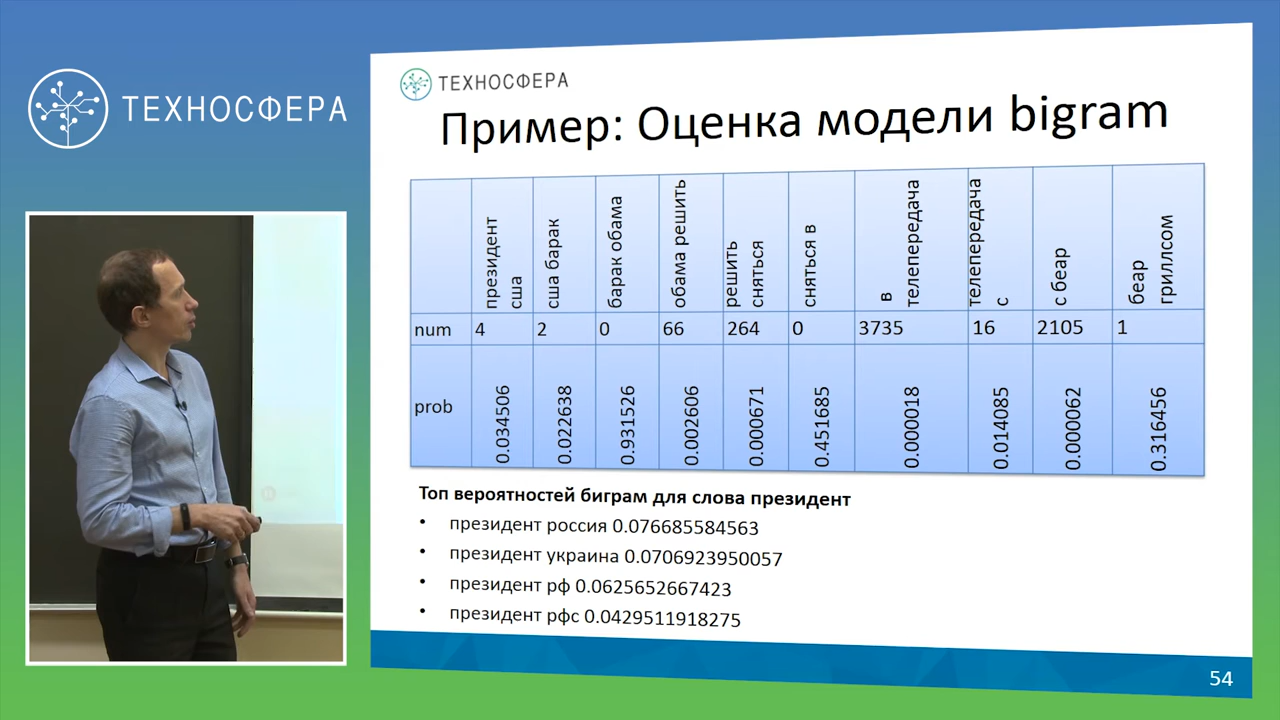 ТЕХНОСФЕРА
ТЕХНОСФЕРА
Пример: Оценка модели bigram
президент сша
сша барак
барак обама
обама решить
решить сняться
сняться в
в телепередача
телепередача с
с беар
беар гриллсом
num 4 2 0 66 264 0 3735 16 2105 1
prob 0.034506 0.022638 0.931526 0.002606 0.000671 0.451685 0.000018 0.014085 0.000062 0.316456
Топ вероятностей биграм для слова президент
• президент россия 0.076685584563
• президент украина 0.0706923950057
• президент рф 0.0625652667423
• президент рфс 0.0429511918275
54